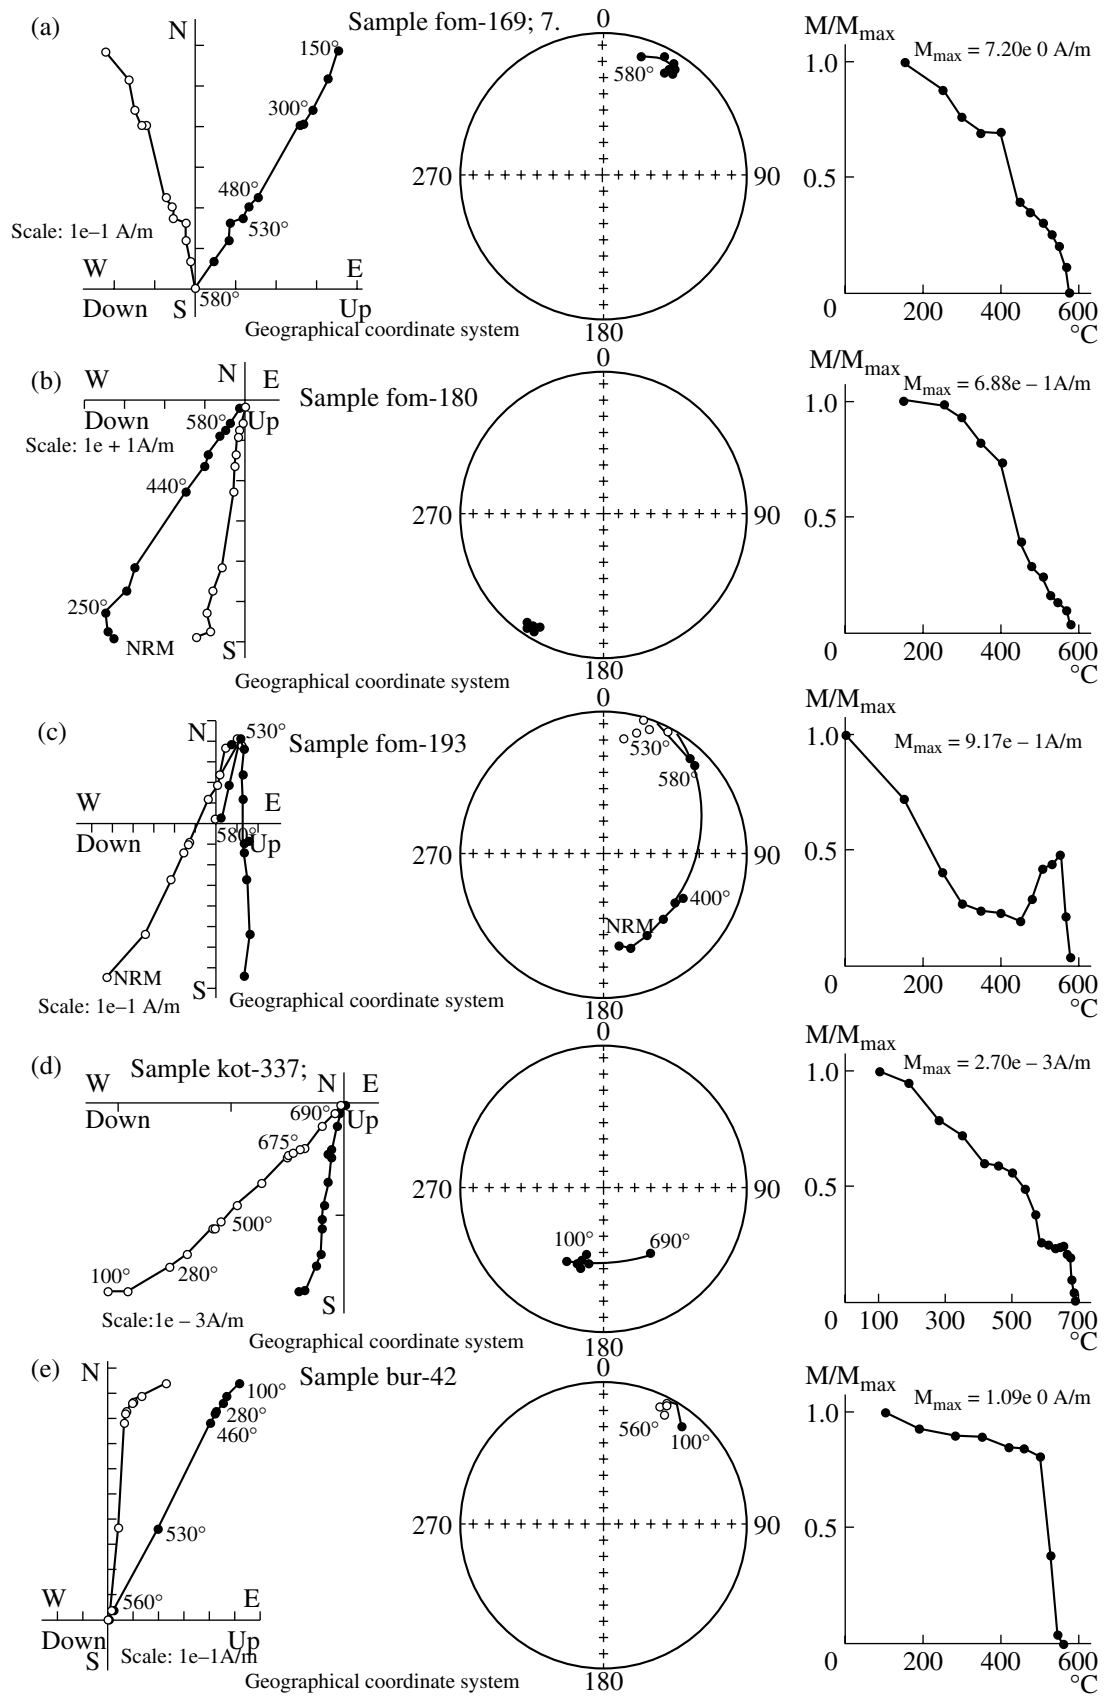 (a)
N
Sample fom-169; 7.
150°
300°
480°
530°
580°
Scale: 1e–1 A/m
W
E
Down
S
Up
Geographical coordinate system
0
580°
270
90
180
M/Mmax
Mmax = 7.20e 0 A/m
1.0
0.5
0
200
400
600
°C
(b)
W
N
E
Down
580°
Up
Scale: 1e + 1A/m
440°
250°
NRM
S
Sample fom-180
Geographical coordinate system
0
270
90
180
M/Mmax
Mmax = 6.88e – 1A/m
1.0
0.5
0
200
400
600
°C
(c)
N
530°
Sample fom-193
W
E
Down
580°
Up
NRM
Scale: 1e–1 A/m
S
Geographical coordinate system
0
530°
580°
270
90
400°
NRM
180
M/Mmax
Mmax = 9.17e – 1A/m
1.0
0.5
0
200
400
600
°C
(d)
Sample kot-337;
W
N
E
Down
690°
Up
675°
500°
280°
100°
S
Scale:1e – 3A/m
Geographical coordinate system
0
270
90
100°
690°
180
M/Mmax
Mmax = 2.70e – 3A/m
1.0
0.5
0
100
300
500
700
°C
(e)
N
Sample bur-42
100°
280°
460°
530°
560°
W
E
Down
Up
S
Scale: 1e–1A/m
Geographical coordinate system
0
560°
100°
270
90
180
M/Mmax
Mmax = 1.09e 0 A/m
1.0
0.5
0
200
400
600
°C